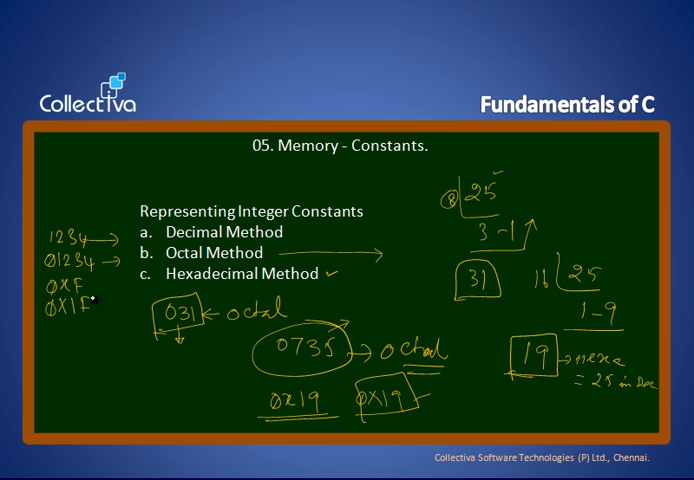 Collectiva
Fundamentals of C
05. Memory - Constants.
Representing Integer Constants
a. Decimal Method
b. Octal Method
c. Hexadecimal Method
1234
01234
0XF
0X1F
8 25
3 - 1
31
16 25
1 - 9
19 Hexa
= 25 in Dec
031 Octal
0735 Octal
0x19 0X19
Collectiva Software Technologies (P) Ltd., Chennai.